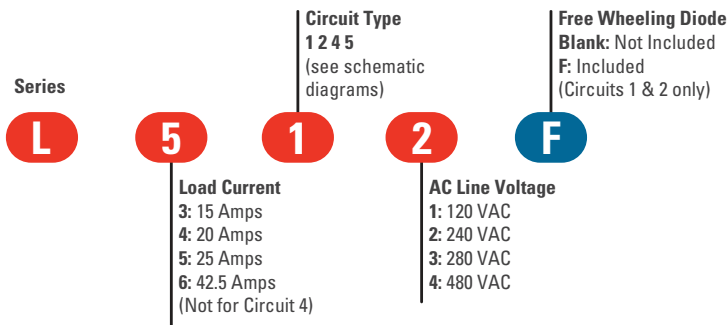 Circuit Type
1 2 4 5
(see schematic
diagrams)
Free Wheeling Diode
Blank: Not Included
F: Included
(Circuits 1 & 2 only)
Series
L
5
1
2
F
Load Current
3: 15 Amps
4: 20 Amps
5: 25 Amps
6: 42.5 Amps
(Not for Circuit 4)
AC Line Voltage
1: 120 VAC
2: 240 VAC
3: 280 VAC
4: 480 VAC